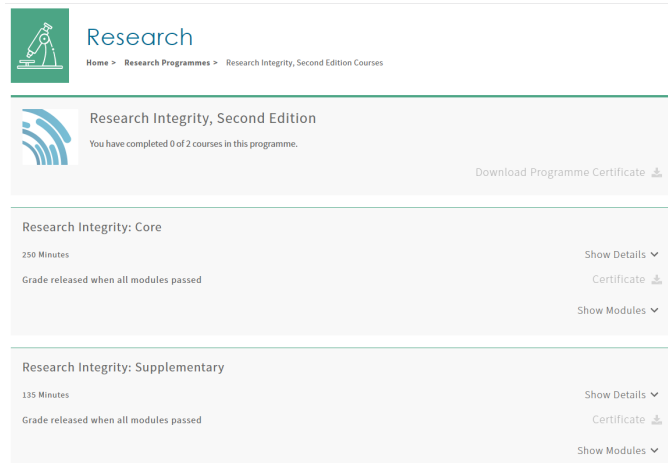 Research
Home > Research Programmes > Research Integrity, Second Edition Courses
Research Integrity, Second Edition
You have completed 0 of 2 courses in this programme.
Download Programme Certificate
Research Integrity: Core
250 Minutes
Show Details
Grade released when all modules passed
Certificate
Show Modules
Research Integrity: Supplementary
135 Minutes
Show Details
Grade released when all modules passed
Certificate
Show Modules